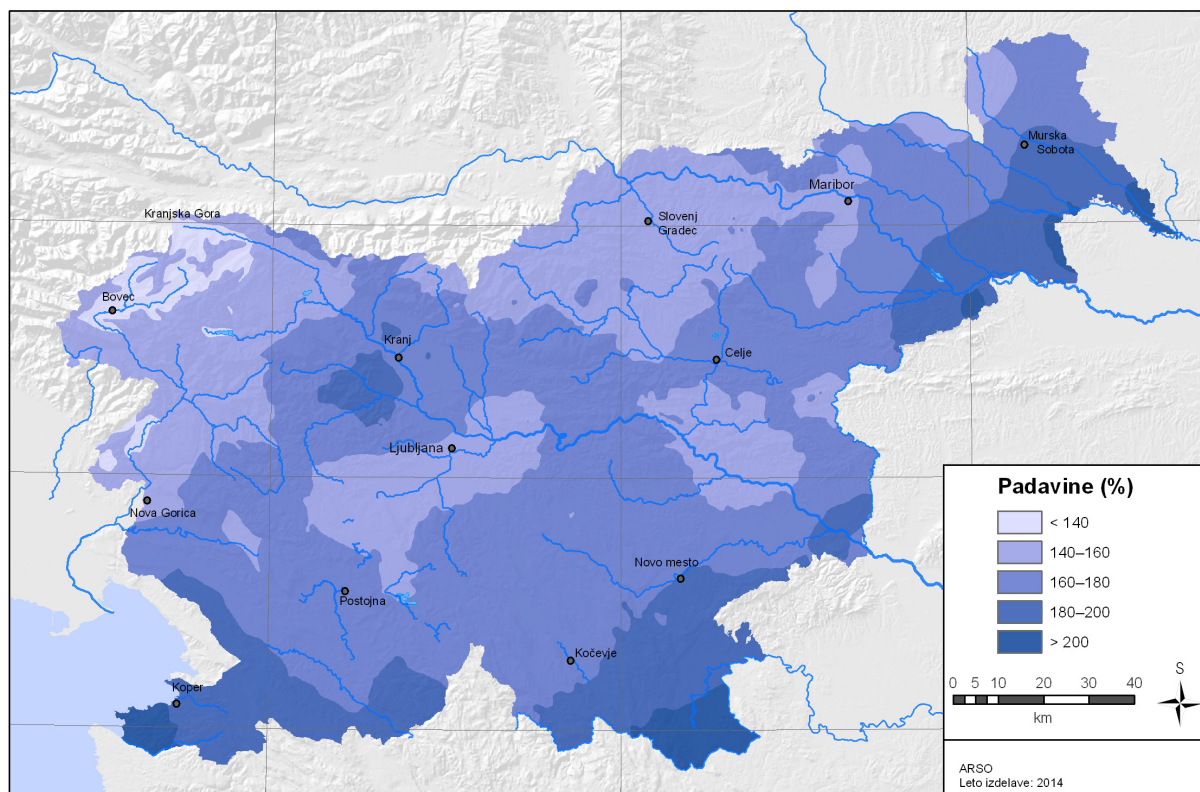 Murska
Sobota
Maribor
Kranjska Gora
Slovenj
Gradec
Bovec
Kranj
Celje
Ljubljana
Nova Gorica
Novo mesto
Postojna
Kočevje
Koper
Padavine (%)
< 140
140–160
160–180
180–200
> 200
S
0 5 10 20 30 40
km
ARSO
Leto izdelave: 2014